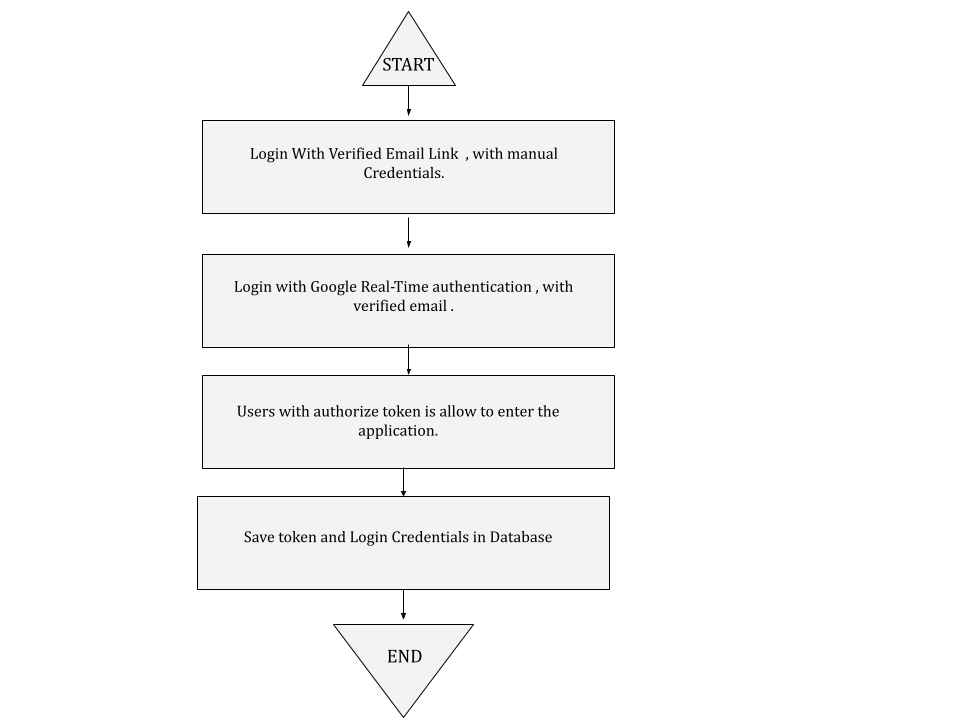 START
Login With Verified Email Link  , with manual
Credentials.
Login with Google Real-Time authentication , with
verified email .
Users with authorize token is allow to enter the
application.
Save token and Login Credentials in Database
END